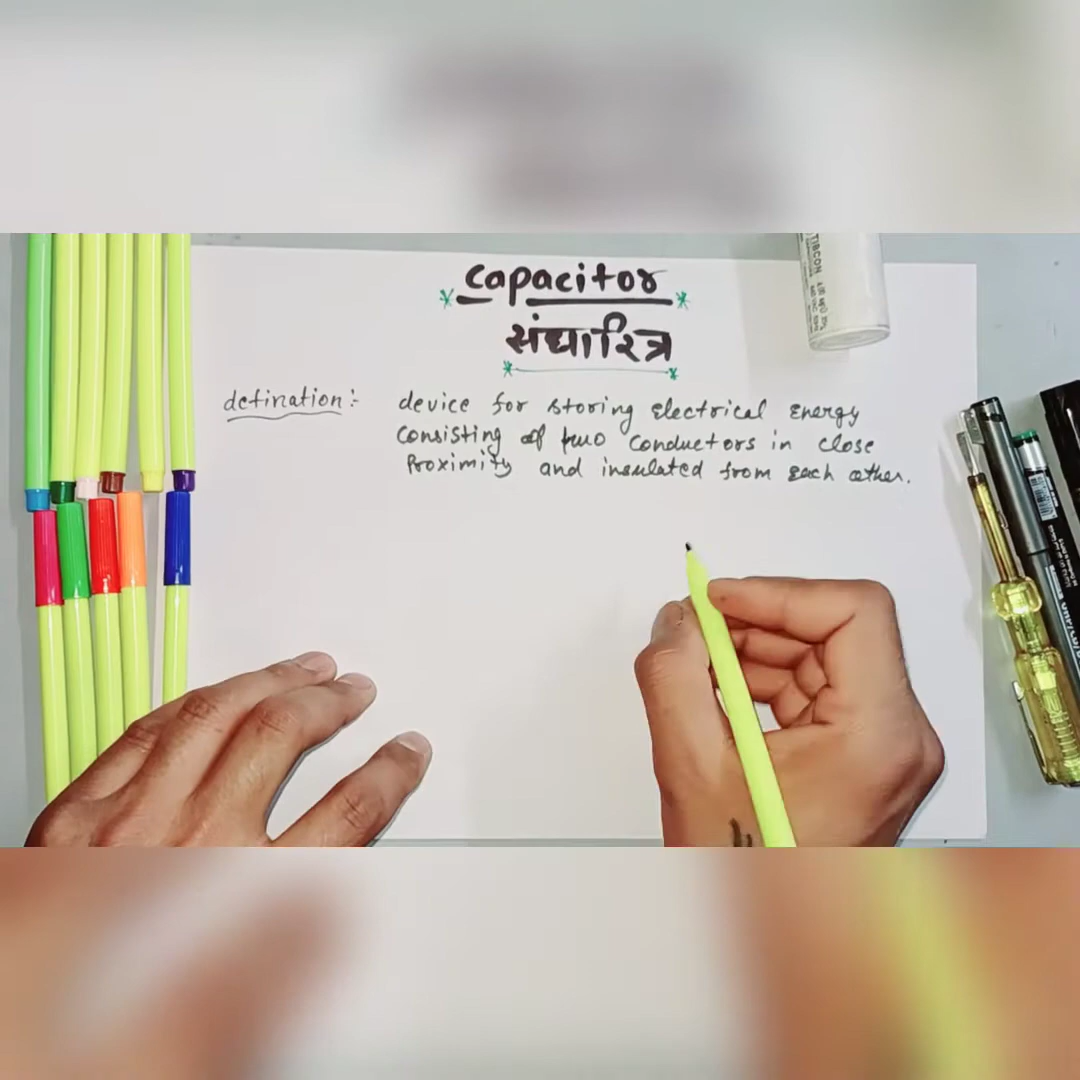 Capacitor
संघारित्र
defination:- device for storing Electrical Energy
Consisting of two Conductors in close
Proximity and insulated from Each other.
TIBCON